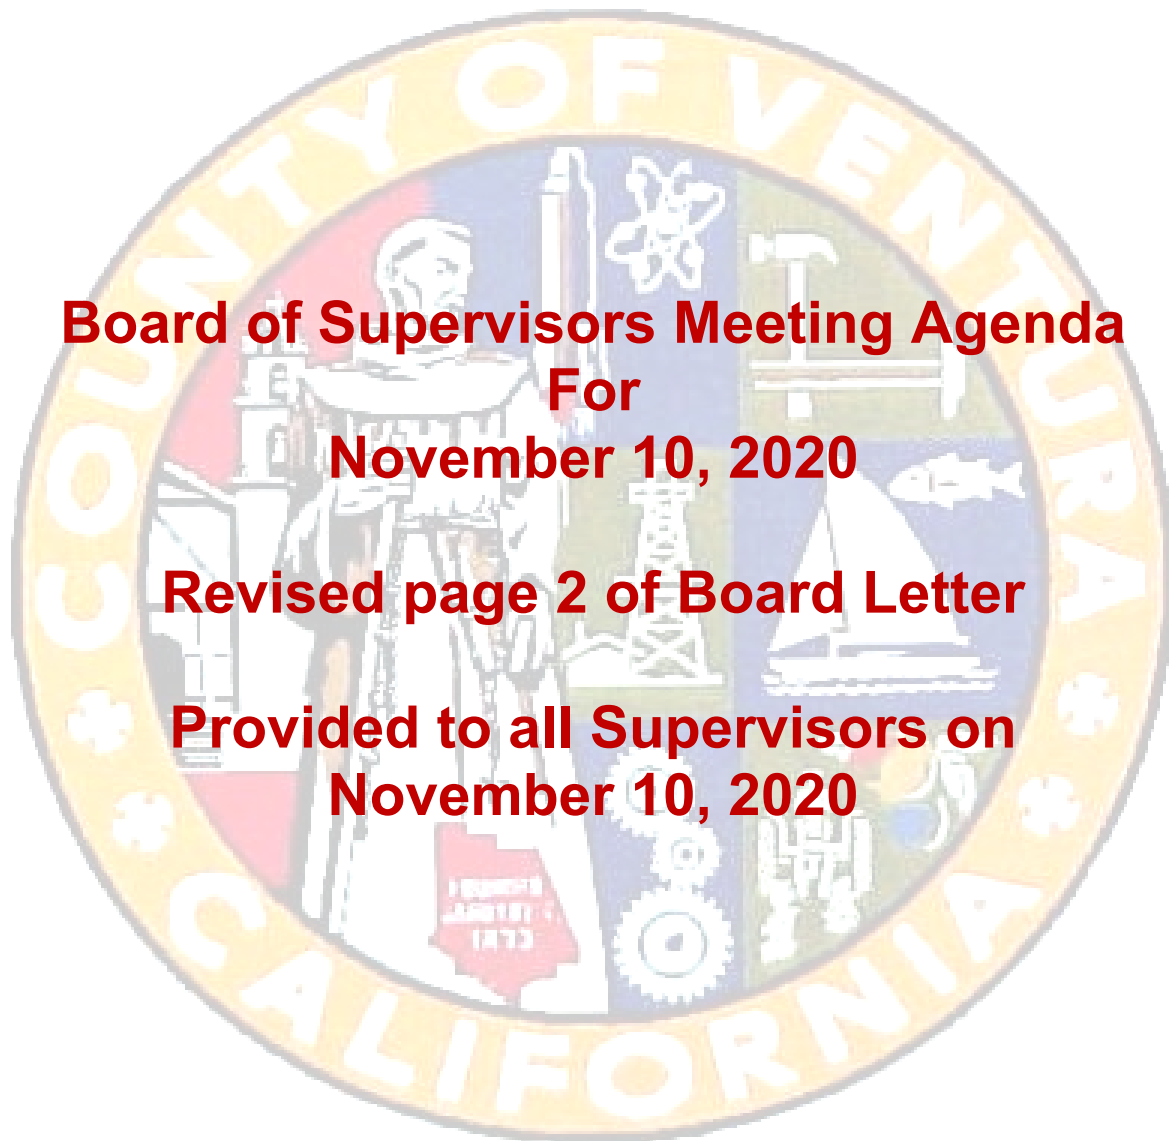 COUNTY OF VENTURA
Board of Supervisors Meeting Agenda
For
November 10, 2020
Revised page 2 of Board Letter
Provided to all Supervisors on
November 10, 2020
1873
CALIFORNIA